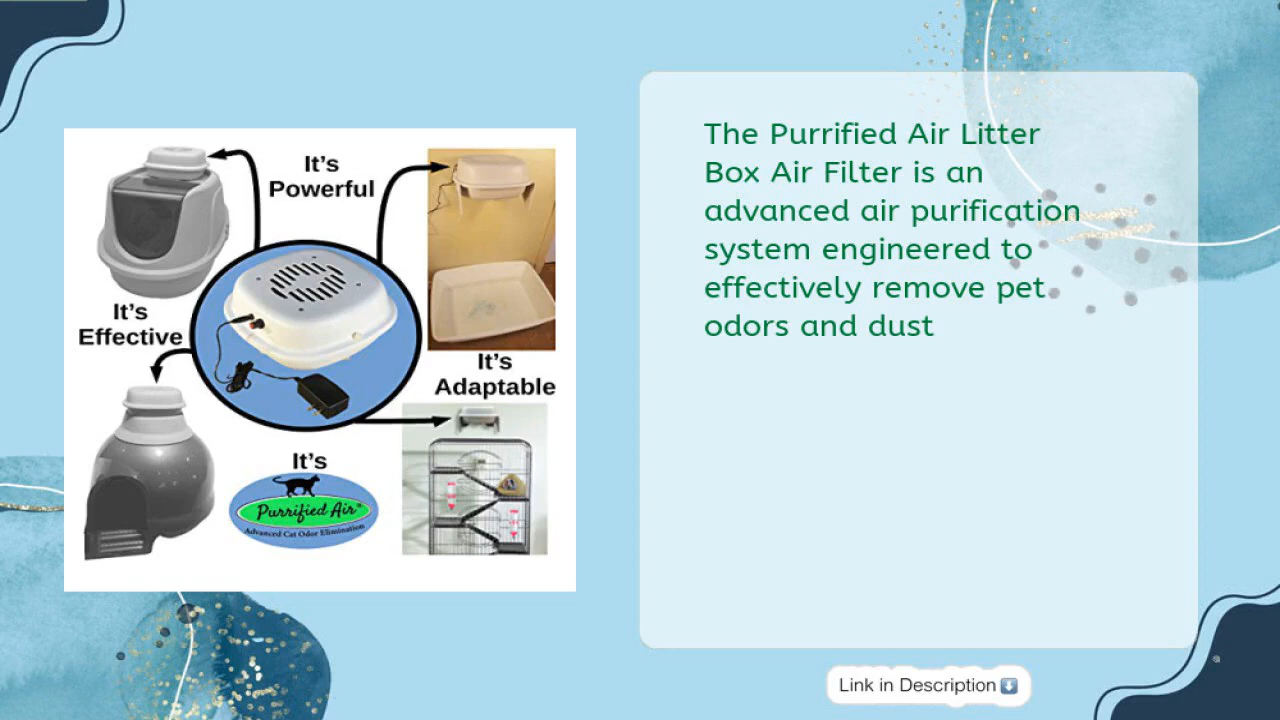 It's
Powerful
It's
Effective
It's
Adaptable
It's
Purrified Air
Advanced Cat Odor Elimination
The Purrified Air Litter
Box Air Filter is an
advanced air purification
system engineered to
effectively remove pet
odors and dust
Link in Description